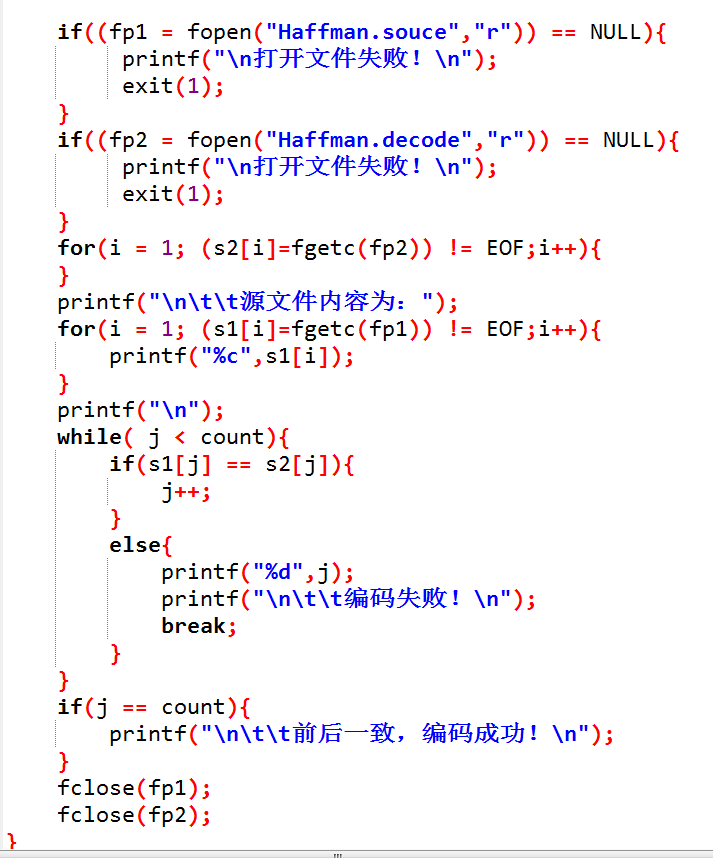 if((fp1 = fopen("Haffman.souce","r")) == NULL){
printf("\n打开文件失败！\n");
exit(1);
}
if((fp2 = fopen("Haffman.decode","r")) == NULL){
printf("\n打开文件失败！\n");
exit(1);
}
for(i = 1; (s2[i]=fgetc(fp2)) != EOF;i++){
}
printf("\n\t\t源文件内容为：");
for(i = 1; (s1[i]=fgetc(fp1)) != EOF;i++){
printf("%c",s1[i]);
}
printf("\n");
while( j < count){
if(s1[j] == s2[j]){
j++;
}
else{
printf("%d",j);
printf("\n\t\t编码失败！\n");
break;
}
}
if(j == count){
printf("\n\t\t前后一致，编码成功！\n");
}
fclose(fp1);
fclose(fp2);
}